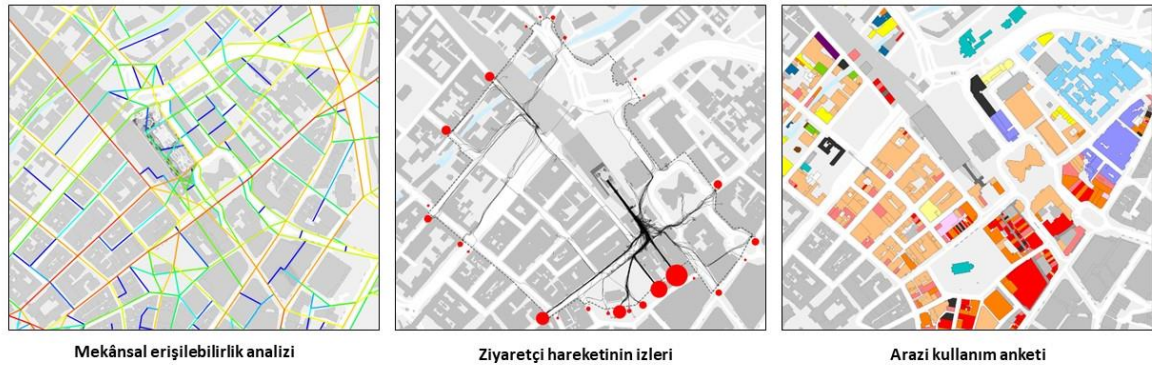 Mekânsal erişilebilirlik analizi
Ziyaretçi hareketinin izleri
Arazi kullanım anketi